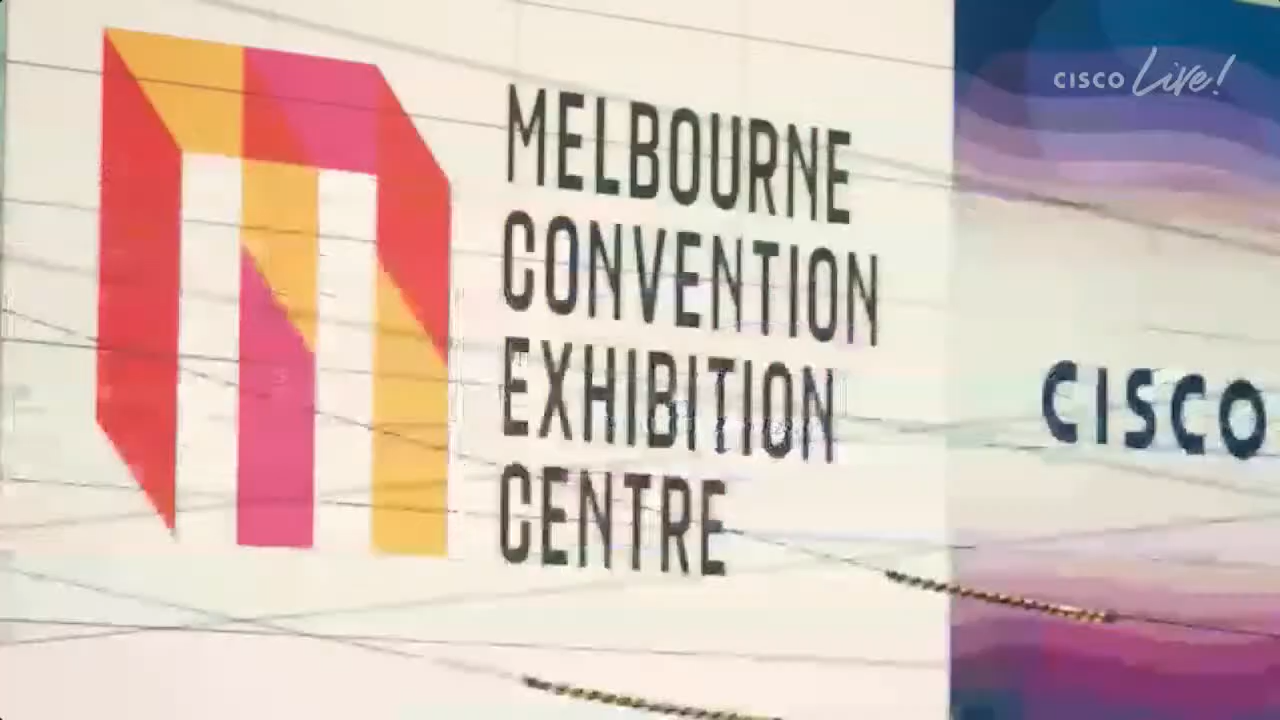 CISCO Live!
MELBOURNE
CONVENTION
EXHIBITION
CENTRE
CISCO